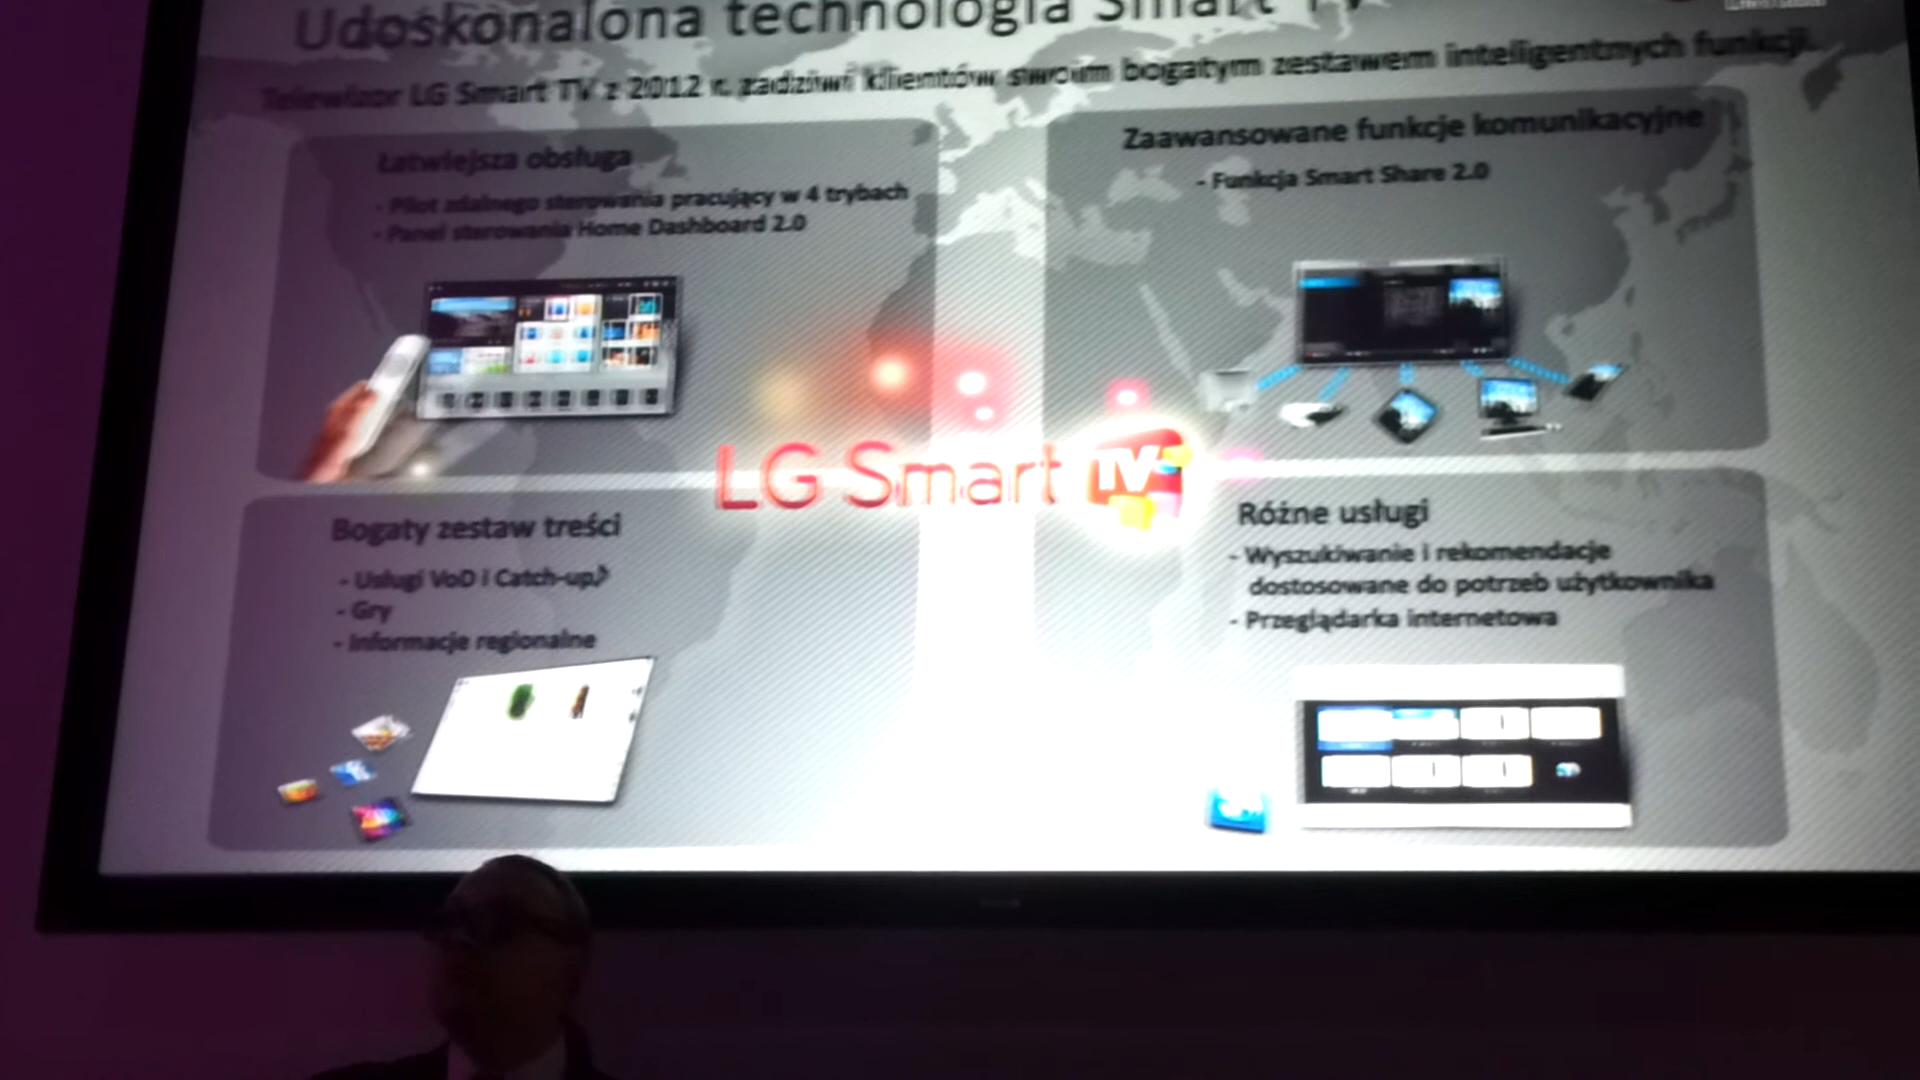 Udoskonalona technologia Smart TV
Telewizor LG Smart TV z 2012 r. zadziwi klientów swoim bogatym zestawem inteligentnych funkcji.
Łatwiejsza obsługa
- Pilot zdalnego sterowania pracujący w 4 trybach
- Panel sterowania Home Dashboard 2.0
Zaawansowane funkcje komunikacyjne
- Funkcja Smart Share 2.0
LG Smart TV
Bogaty zestaw treści
- Usługi VoD i Catch-up
- Gry
- Informacje regionalne
Różne usługi
- Wyszukiwanie i rekomendacje
dostosowane do potrzeb użytkownika
- Przeglądarka internetowa